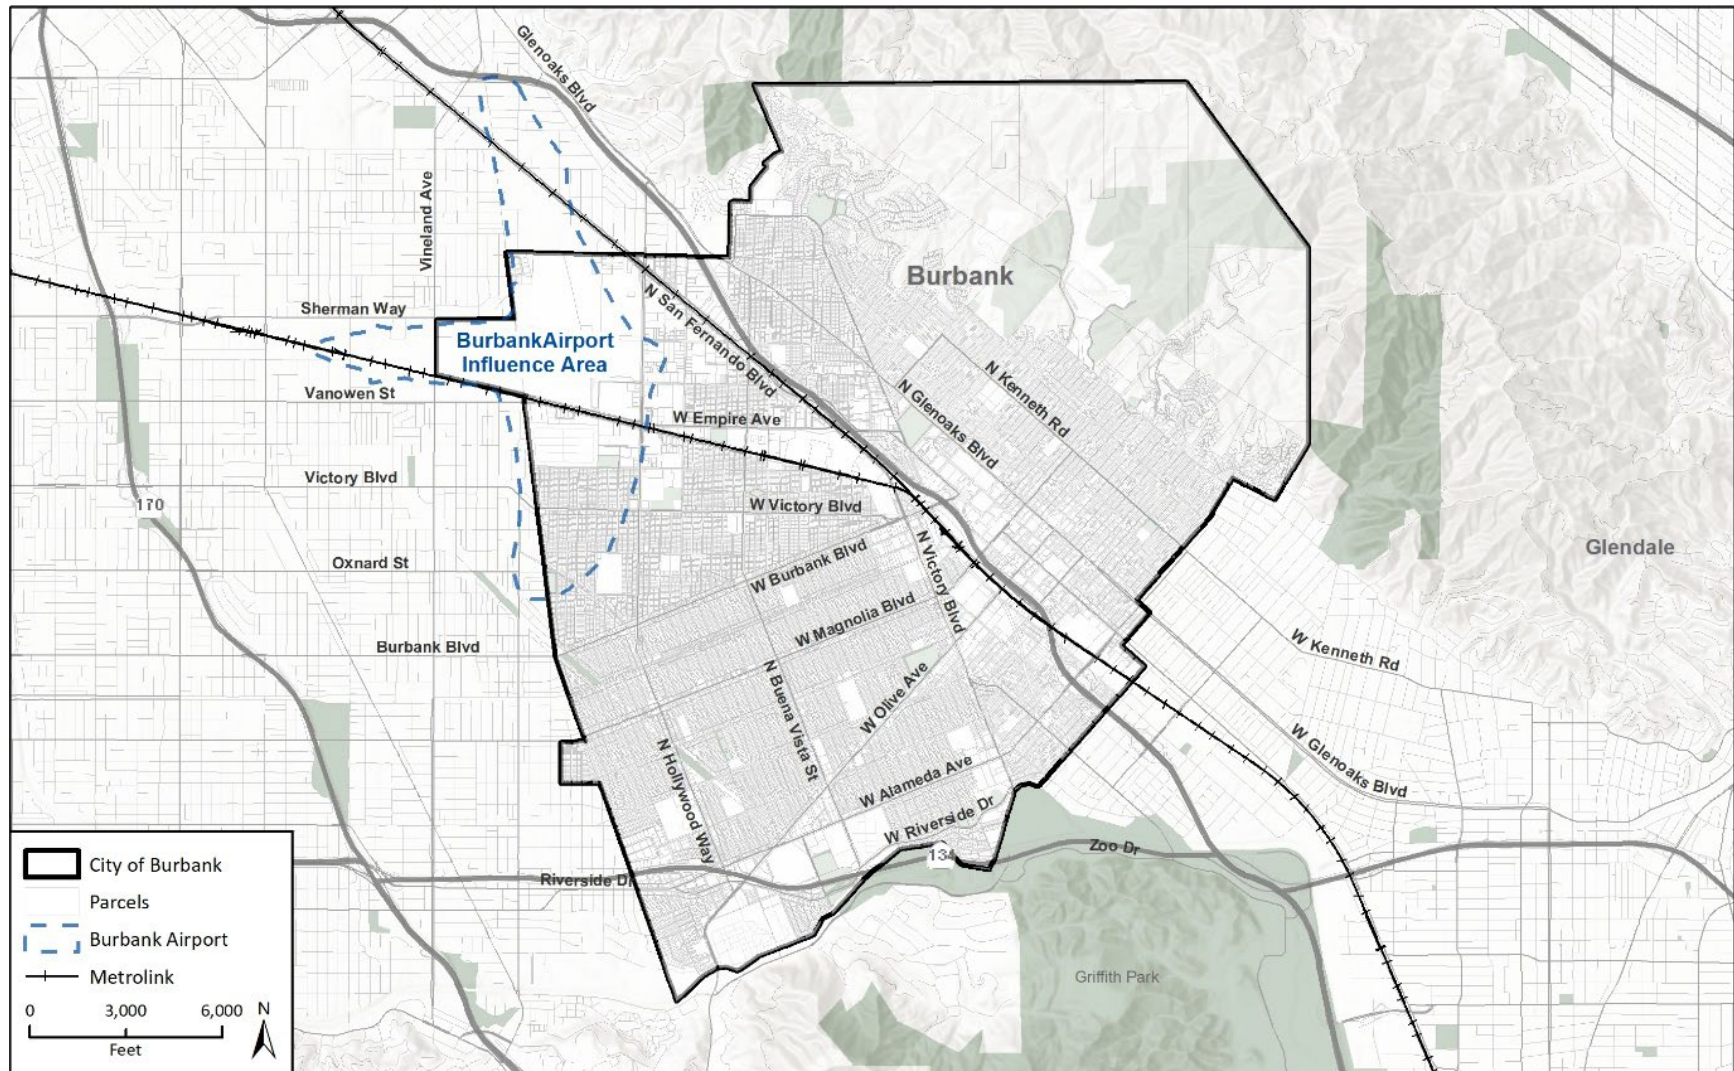 Glenoaks Blvd
Vineland Ave
Burbank
Sherman Way
N San Fernando Blvd
BurbankAirport
Influence Area
N Kenneth Rd
N Glenoaks Blvd
Vanowen St
W Empire Ave
Victory Blvd
170
W Victory Blvd
Glendale
Oxnard St
W Burbank Blvd
N Victory Blvd
W Magnolia Blvd
Burbank Blvd
W Kenneth Rd
N Buena Vista St
W Olive Ave
W Glenoaks Blvd
N Hollywood Way
W Alameda Ave
W Riverside Dr
134
Zoo Dr
Riverside Dr
Griffith Park
City of Burbank
Parcels
Burbank Airport
Metrolink
0 3,000 6,000
Feet
N